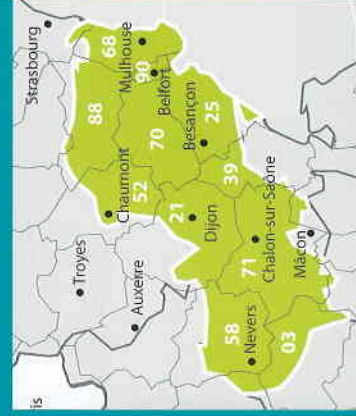 Strasbourg
68
Mulhouse
90
Belfort
88
70
Besançon
25
Chaumont
52
39
Troyes
21
Dijon
Auxerre
71
Chalon-sur-Saône
Mâcon
58
Nevers
03
is